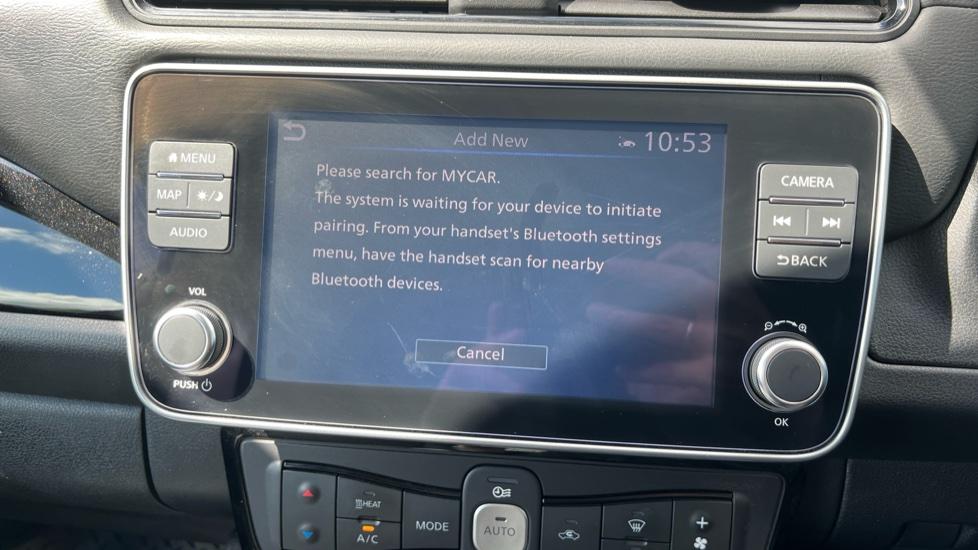 Add New
10:53
Please search for MYCAR.
The system is waiting for your device to initiate
pairing. From your handset's Bluetooth settings
menu, have the handset scan for nearby
Bluetooth devices.
Cancel
MENU
MAP
AUDIO
VOL
PUSH
CAMERA
BACK
OK
HEAT
A/C
MODE
AUTO